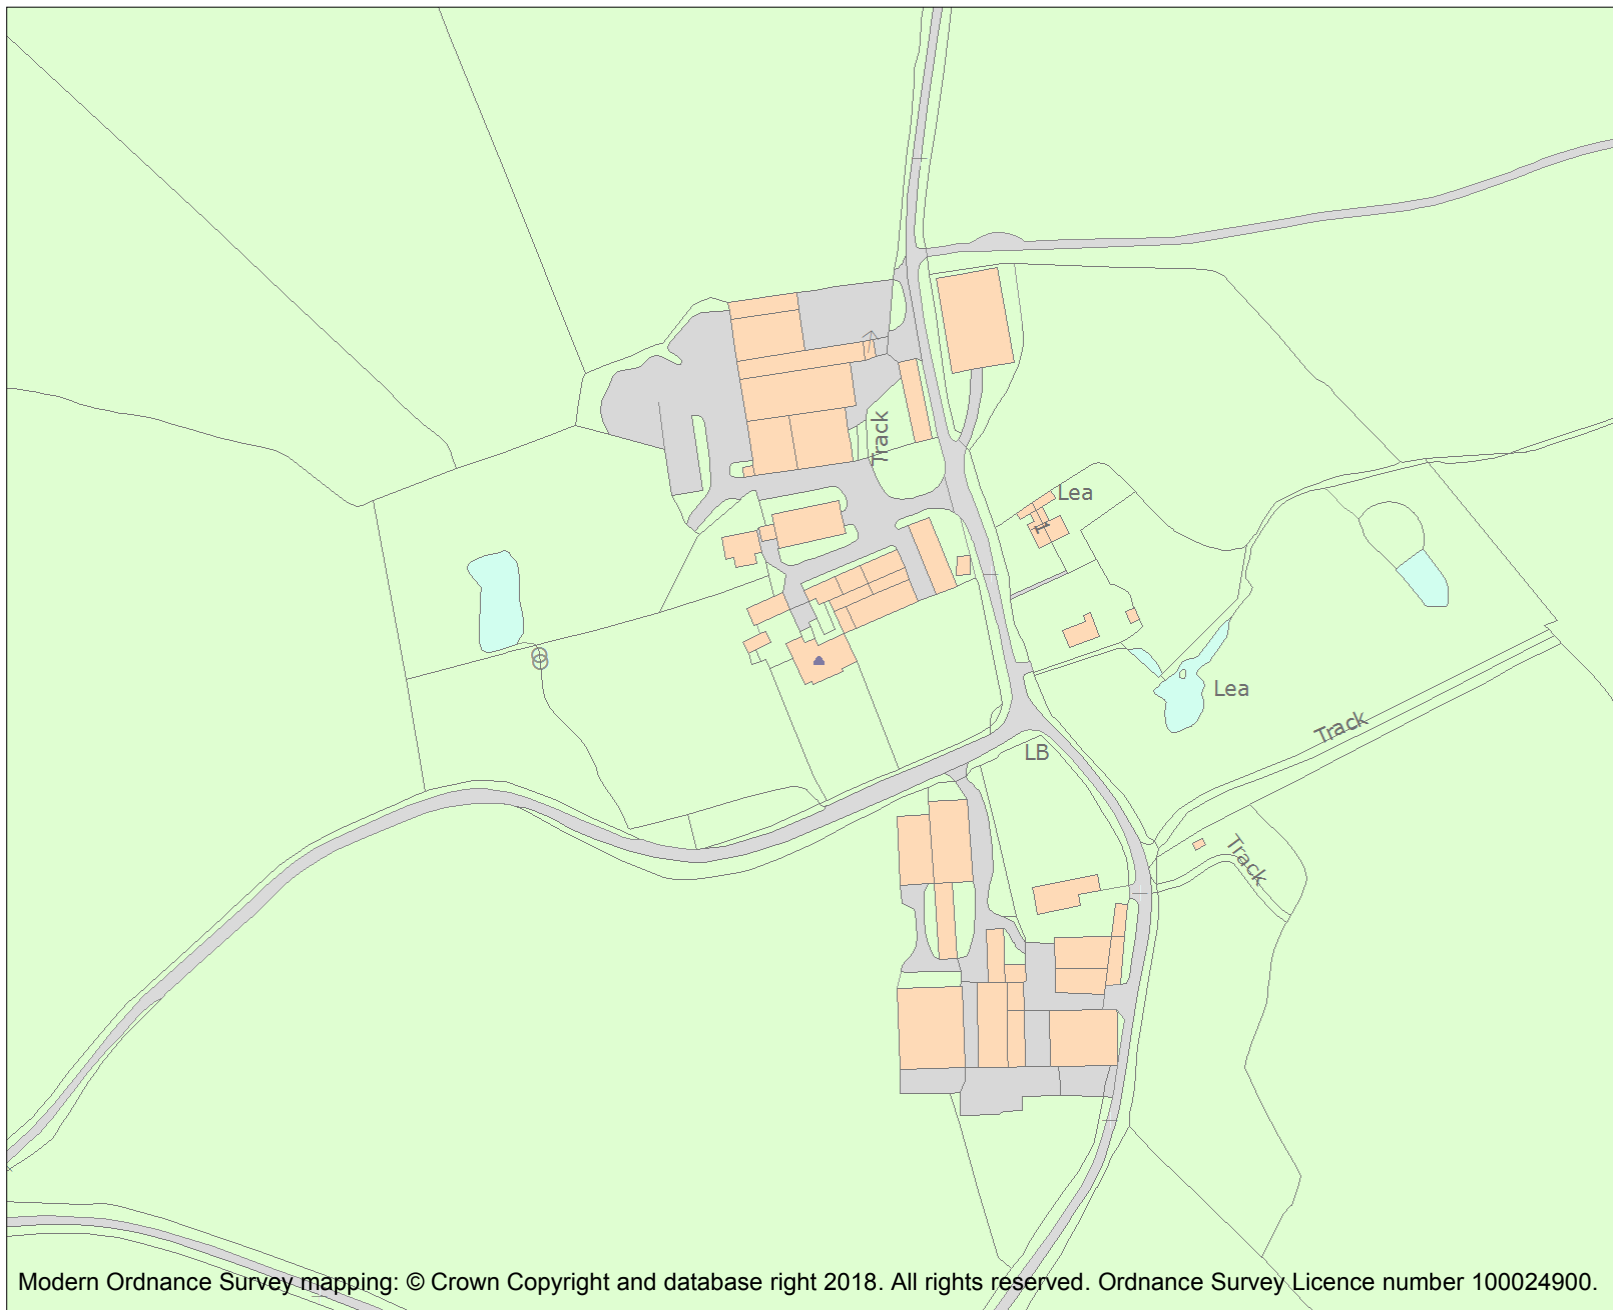 Track
Lea
1
Lea
Track
LB
Track
Modern Ordnance Survey mapping: © Crown Copyright and database right 2018. All rights reserved. Ordnance Survey Licence number 100024900.